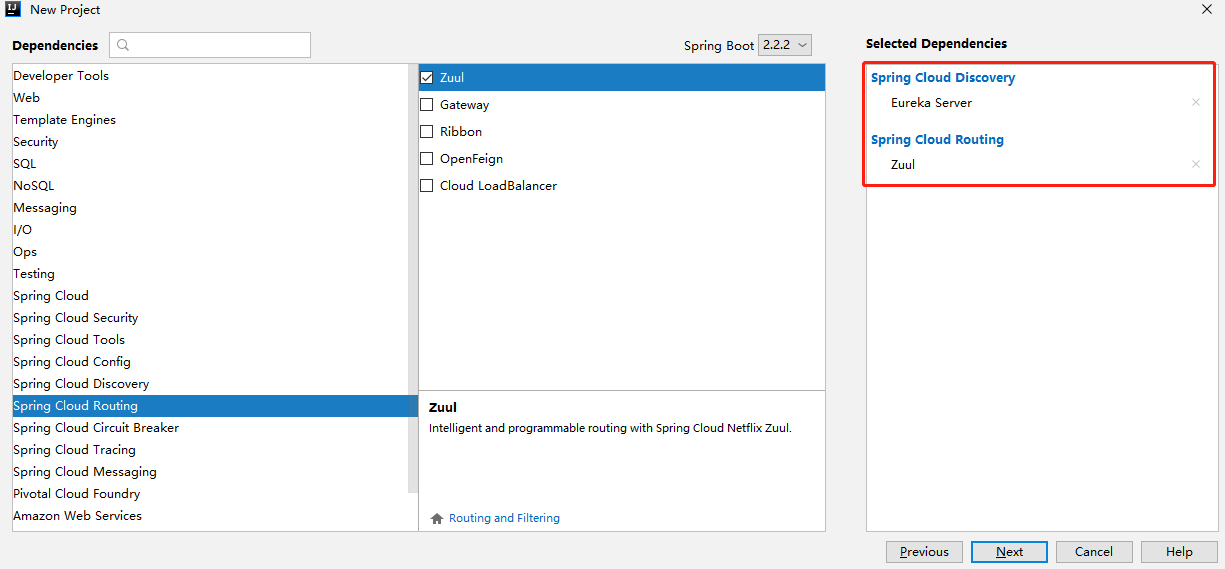 New Project
Dependencies
Spring Boot 2.2.2
Selected Dependencies
Developer Tools
Web
Template Engines
Security
SQL
NoSQL
Messaging
I/O
Ops
Testing
Spring Cloud
Spring Cloud Security
Spring Cloud Tools
Spring Cloud Config
Spring Cloud Discovery
Spring Cloud Routing
Spring Cloud Circuit Breaker
Spring Cloud Tracing
Spring Cloud Messaging
Pivotal Cloud Foundry
Amazon Web Services
Zuul
Gateway
Ribbon
OpenFeign
Cloud LoadBalancer
Zuul
Intelligent and programmable routing with Spring Cloud Netflix Zuul.
Routing and Filtering
Spring Cloud Discovery
Eureka Server
Spring Cloud Routing
Zuul
Previous
Next
Cancel
Help